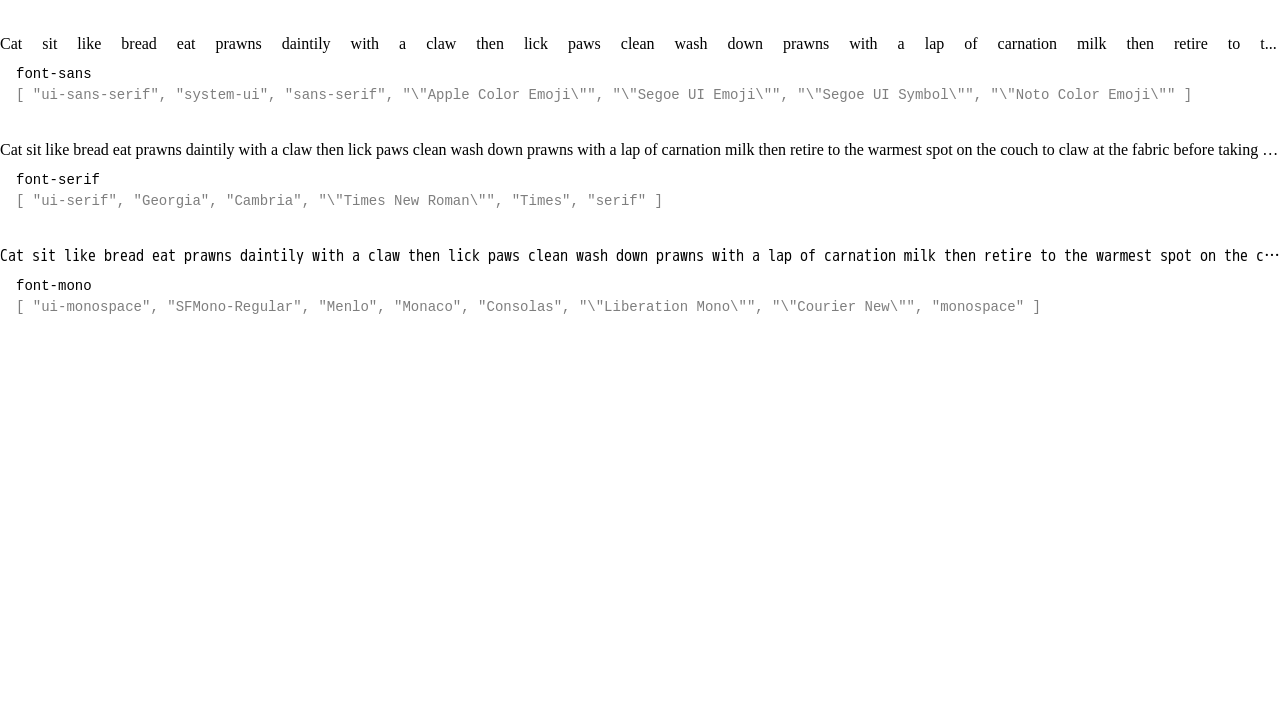 Cat sit like bread eat prawns daintily with a claw then lick paws clean wash down prawns with a lap of carnation milk then retire to t...
font-sans
[ "ui-sans-serif", "system-ui", "sans-serif", "\"Apple Color Emoji\"", "\"Segoe UI Emoji\"", "\"Segoe UI Symbol\"", "\"Noto Color Emoji\"" ]
Cat sit like bread eat prawns daintily with a claw then lick paws clean wash down prawns with a lap of carnation milk then retire to the warmest spot on the couch to claw at the fabric before taking …
font-serif
[ "ui-serif", "Georgia", "Cambria", "\"Times New Roman\"", "Times", "serif" ]
Cat sit like bread eat prawns daintily with a claw then lick paws clean wash down prawns with a lap of carnation milk then retire to the warmest spot on the c…
font-mono
[ "ui-monospace", "SFMono-Regular", "Menlo", "Monaco", "Consolas", "\"Liberation Mono\"", "\"Courier New\"", "monospace" ]